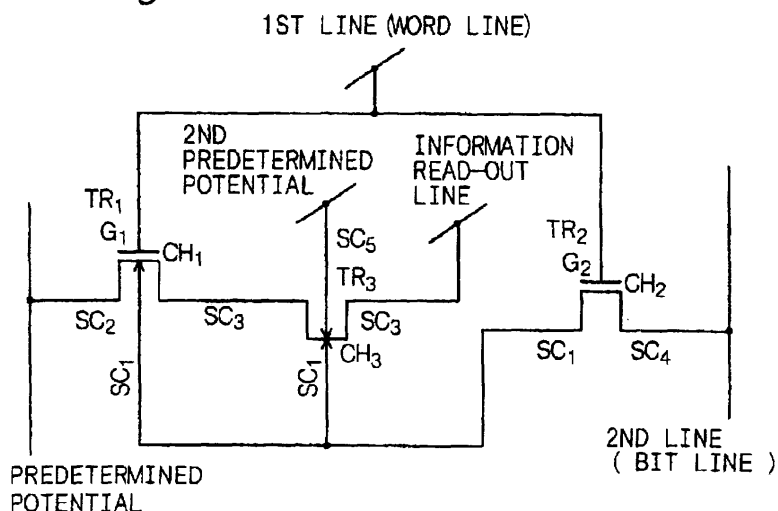 1ST LINE (WORD LINE)
2ND
PREDETERMINED
POTENTIAL
INFORMATION
READ-OUT
LINE
TR1
G1
CH1
SC5
TR3
TR2
G2
CH2
SC2
SC3
SC3
CH3
SC1
SC1
SC1
SC4
2ND LINE
( BIT LINE )
PREDETERMINED
POTENTIAL